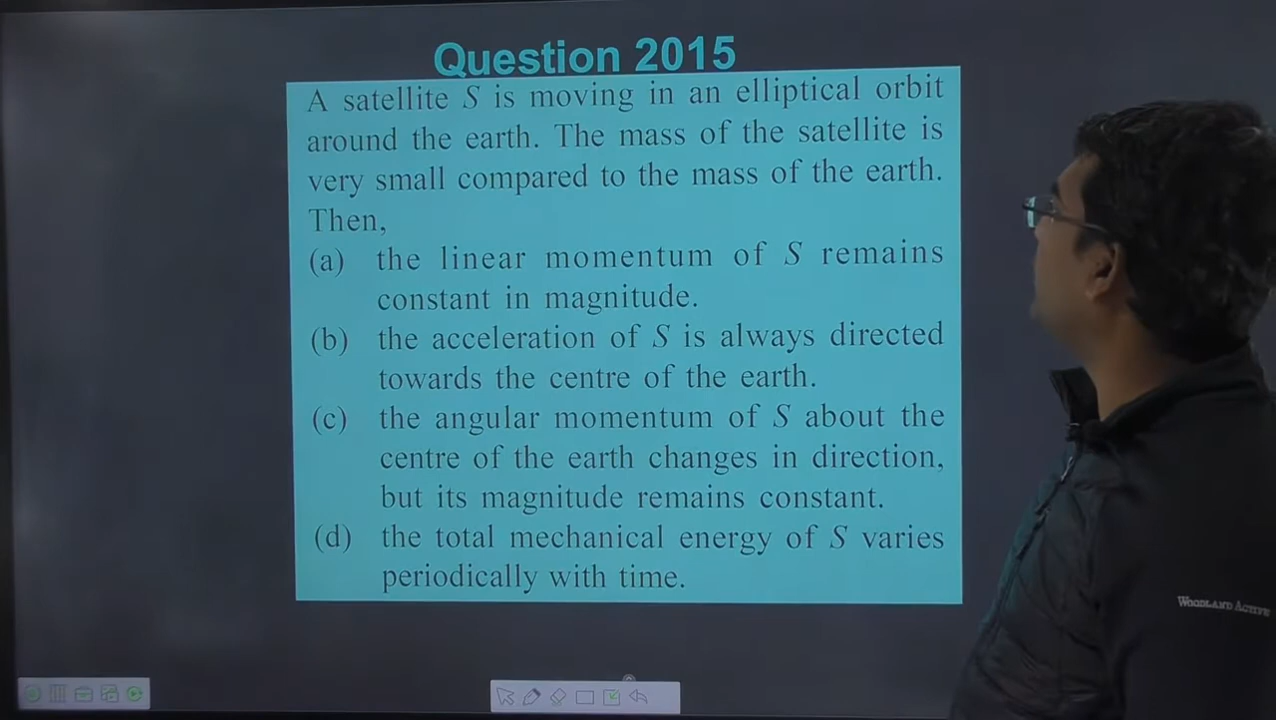 Question 2015
A satellite S is moving in an elliptical orbit
around the earth. The mass of the satellite is
very small compared to the mass of the earth.
Then,
(a) the linear momentum of S remains
constant in magnitude.
(b) the acceleration of S is always directed
towards the centre of the earth.
(c) the angular momentum of S about the
centre of the earth changes in direction,
but its magnitude remains constant.
(d) the total mechanical energy of S varies
periodically with time.
WOODLAND ACTIVE